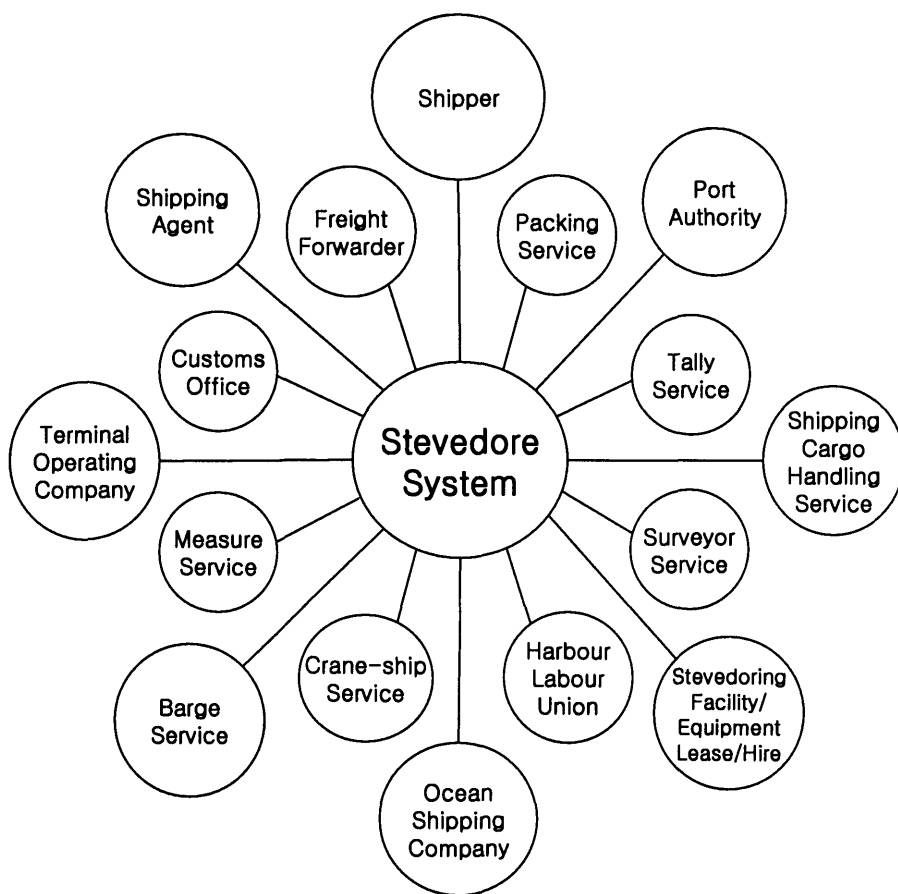 Shipper
Shipping
Agent
Freight
Forwarder
Packing
Service
Port
Authority
Customs
Office
Tally
Service
Terminal
Operating
Company
Stevedore
System
Shipping
Cargo
Handling
Service
Measure
Service
Surveyor
Service
Barge
Service
Crane-ship
Service
Harbour
Labour
Union
Stevedoring
Facility/
Equipment
Lease/Hire
Ocean
Shipping
Company